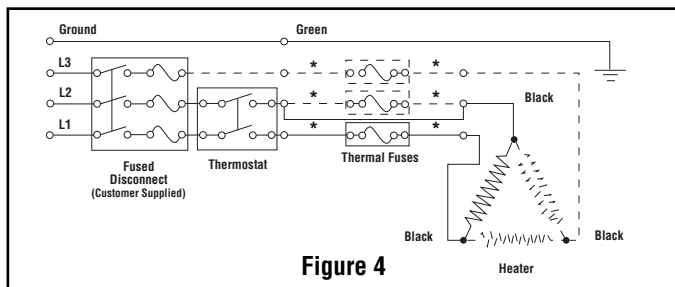 Ground
Green
L3
*
*
L2
*
*
Black
L1
*
*
Fused
Disconnect
(Customer Supplied)
Thermostat
Thermal Fuses
Black
Black
Figure 4
Heater